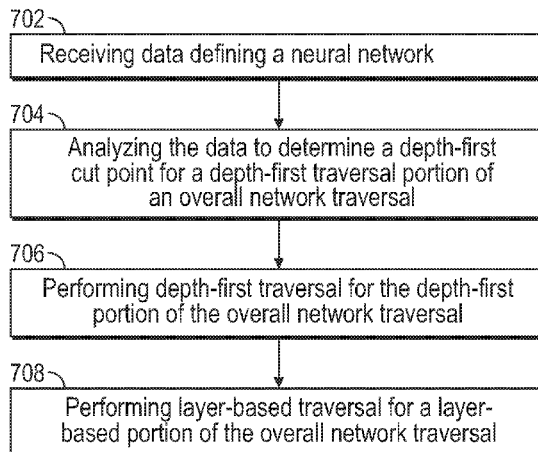 702
Receiving data defining a neural network
704
Analyzing the data to determine a depth-first
cut point for a depth-first traversal portion of
an overall network traversal
706
Performing depth-first traversal for the depth-first
portion of the overall network traversal
708
Performing layer-based traversal for a layer-
based portion of the overall network traversal